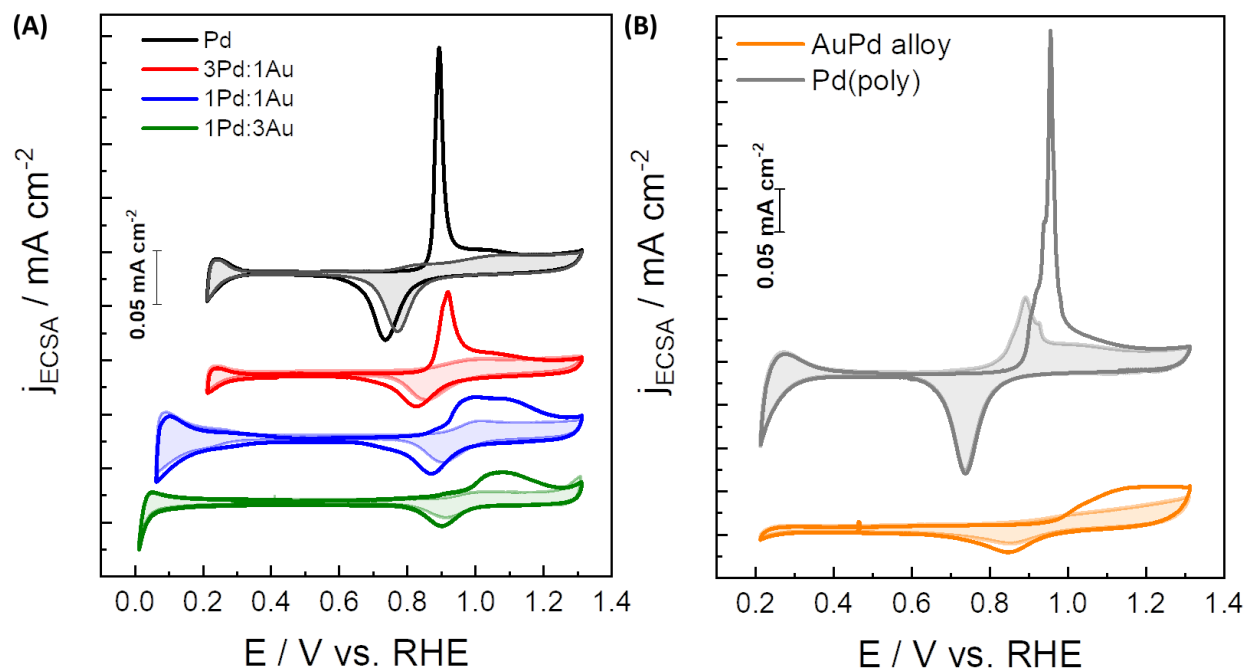 (A)
Pd
3Pd:1Au
1Pd:1Au
1Pd:3Au
j_ECSA / mA cm⁻²
0.05 mA cm⁻²
0.0 0.2 0.4 0.6 0.8 1.0 1.2 1.4
E / V vs. RHE
(B)
AuPd alloy
Pd(poly)
j_ECSA / mA cm⁻²
0.05 mA cm⁻²
0.2 0.4 0.6 0.8 1.0 1.2 1.4
E / V vs. RHE